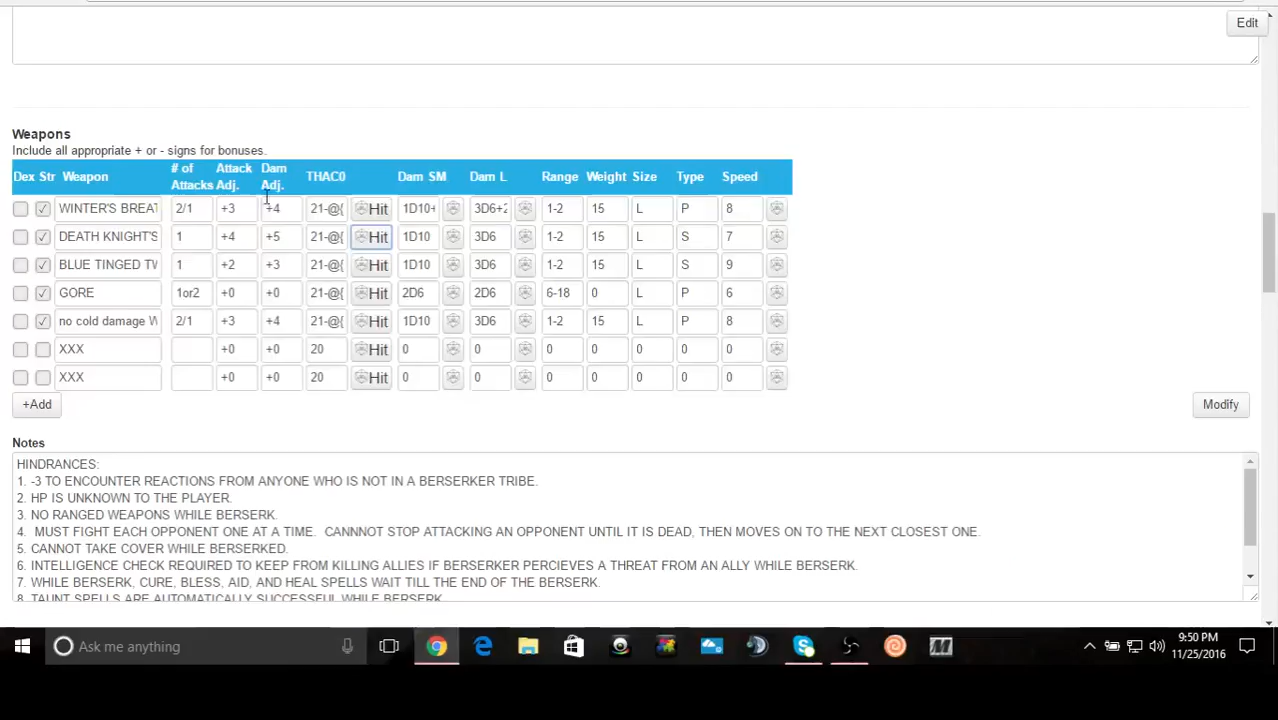 Edit
Weapons
Include all appropriate + or - signs for bonuses.
Dex Str Weapon # of Attacks Attack Adj. Dam Adj. THAC0 Dam SM Dam L Range Weight Size Type Speed
WINTER'S BREAT 2/1 +3 +4 21-@{ Hit 1D10+ 3D6+2 1-2 15 L P 8
DEATH KNIGHT'S 1 +4 +5 21-@{ Hit 1D10 3D6 1-2 15 L S 7
BLUE TINGED TW 1 +2 +3 21-@{ Hit 1D10 3D6 1-2 15 L S 9
GORE 1or2 +0 +0 21-@{ Hit 2D6 2D6 6-18 0 L P 6
no cold damage W 2/1 +3 +4 21-@{ Hit 1D10 3D6 1-2 15 L P 8
XXX +0 +0 20 Hit 0 0 0 0 0 0 0
XXX +0 +0 20 Hit 0 0 0 0 0 0 0
+Add Modify
Notes
HINDRANCES:
1. -3 TO ENCOUNTER REACTIONS FROM ANYONE WHO IS NOT IN A BERSERKER TRIBE.
2. HP IS UNKNOWN TO THE PLAYER.
3. NO RANGED WEAPONS WHILE BERSERK.
4. MUST FIGHT EACH OPPONENT ONE AT A TIME. CANNNOT STOP ATTACKING AN OPPONENT UNTIL IT IS DEAD, THEN MOVES ON TO THE NEXT CLOSEST ONE.
5. CANNOT TAKE COVER WHILE BERSERKED.
6. INTELLIGENCE CHECK REQUIRED TO KEEP FROM KILLING ALLIES IF BERSERKER PERCIEVES A THREAT FROM AN ALLY WHILE BERSERK.
7. WHILE BERSERK, CURE, BLESS, AID, AND HEAL SPELLS WAIT TILL THE END OF THE BERSERK.
8. TAUNT SPELLS ARE AUTOMATICALLY SUCCESSFUL WHILE BERSERK.
Ask me anything
9:50 PM
11/25/2016